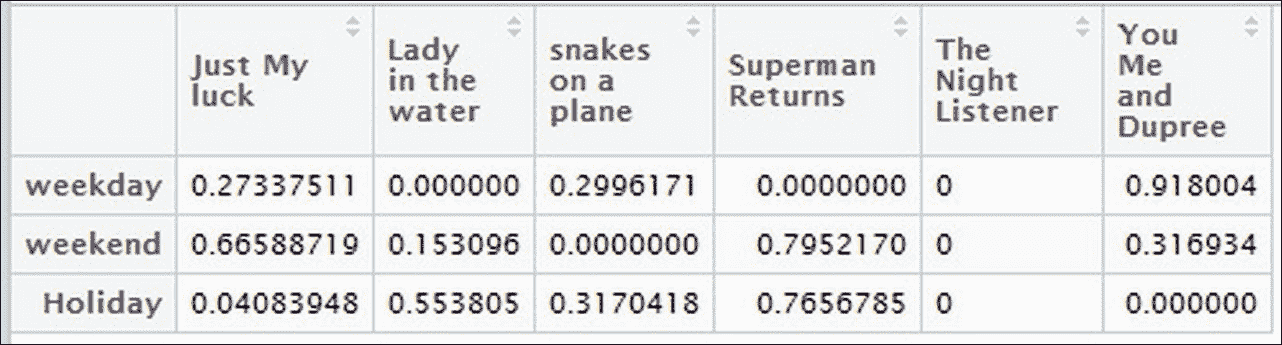 Just My luck Lady in the water snakes on a plane Superman Returns The Night Listener You Me and Dupree
weekday 0.27337511 0.000000 0.2996171 0.0000000 0 0.918004
weekend 0.66588719 0.153096 0.0000000 0.7952170 0 0.316934
Holiday 0.04083948 0.553805 0.3170418 0.7656785 0 0.000000